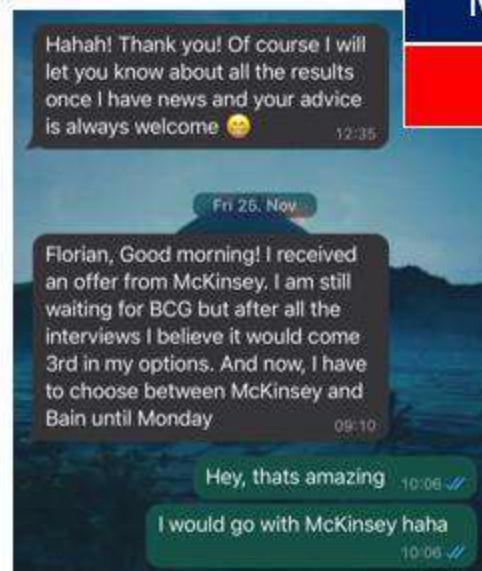 M
Hahah! Thank you! Of course I will
let you know about all the results
once I have news and your advice
is always welcome 😁
12:35
Fri 25. Nov
Florian, Good morning! I received
an offer from McKinsey. I am still
waiting for BCG but after all the
interviews I believe it would come
3rd in my options. And now, I have
to choose between McKinsey and
Bain until Monday
09:10
Hey, thats amazing 10:06
I would go with McKinsey haha
10:06